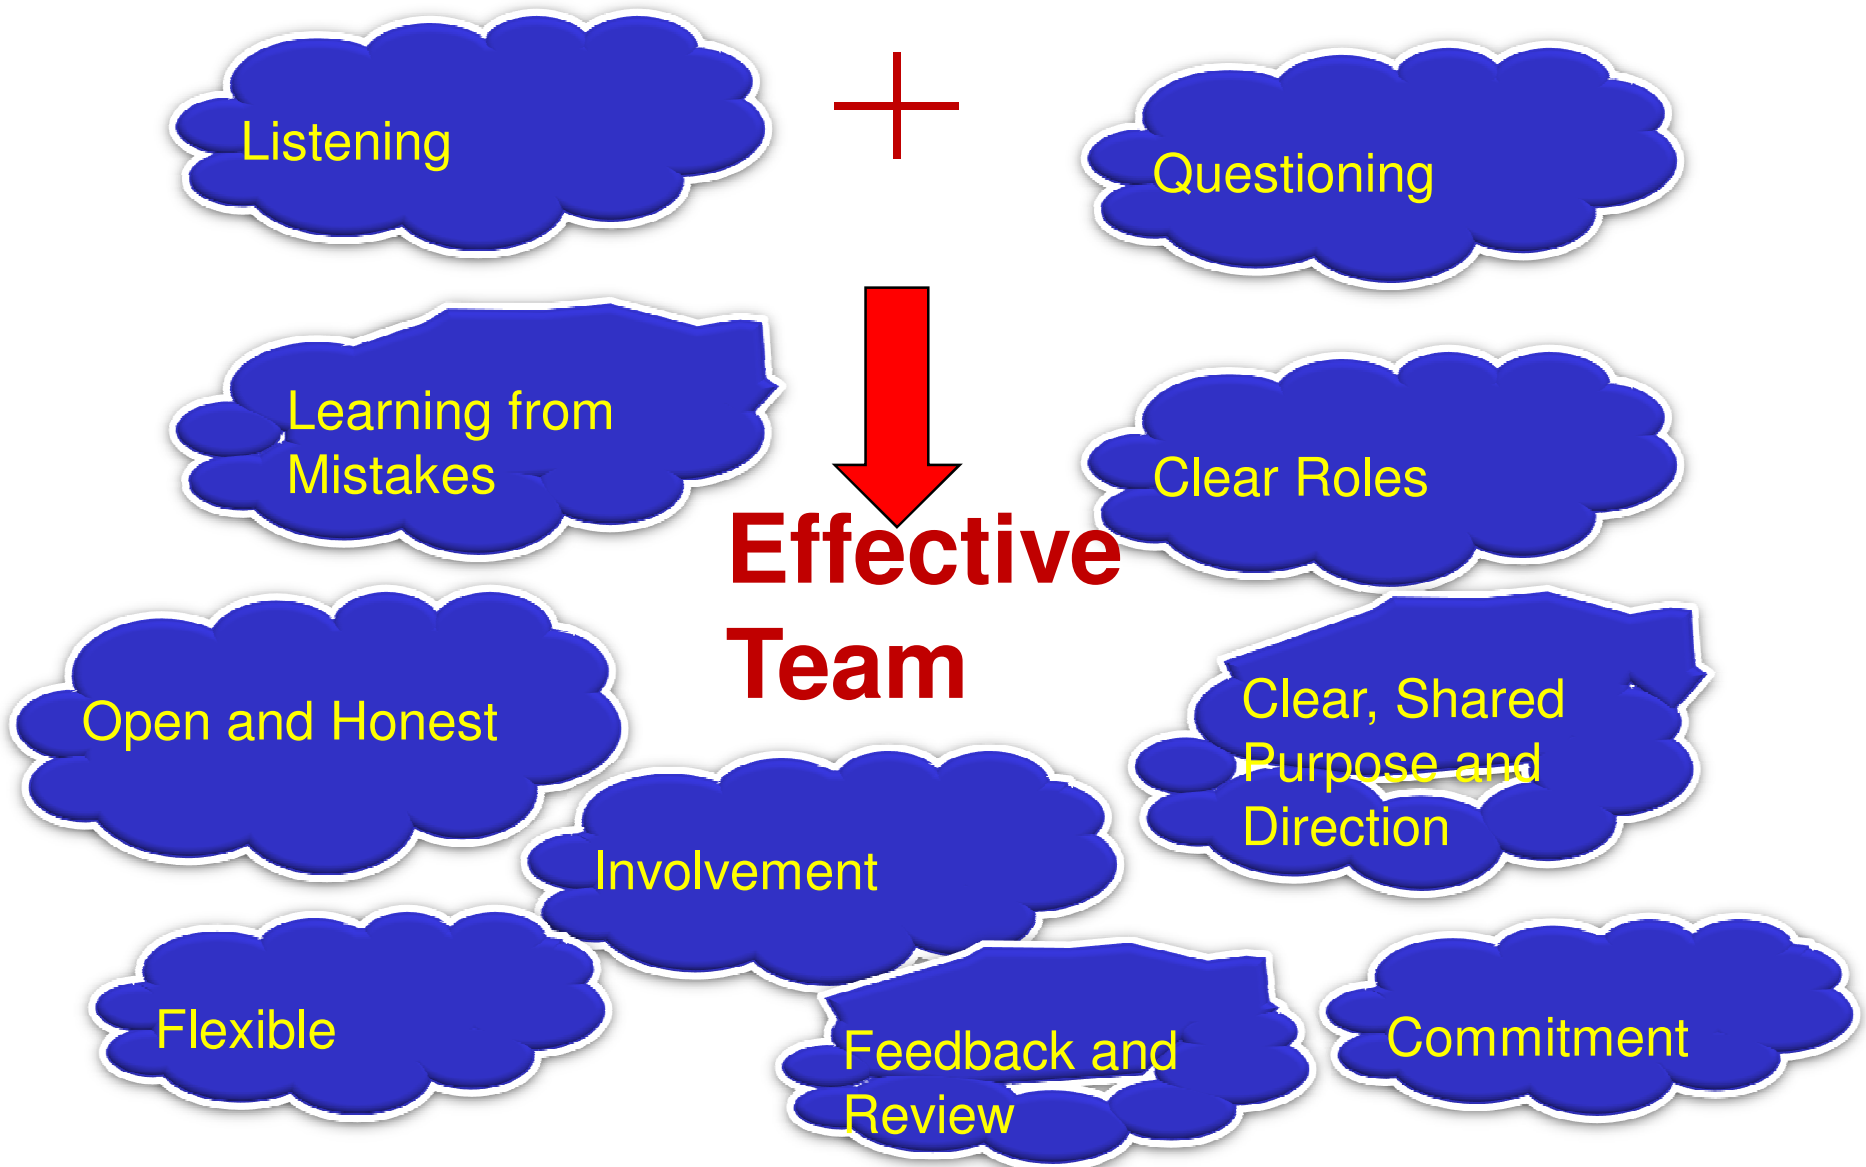 Listening
Questioning
Learning from
Mistakes
Clear Roles
Effective
Team
Open and Honest
Clear, Shared
Purpose and
Direction
Involvement
Flexible
Feedback and
Review
Commitment